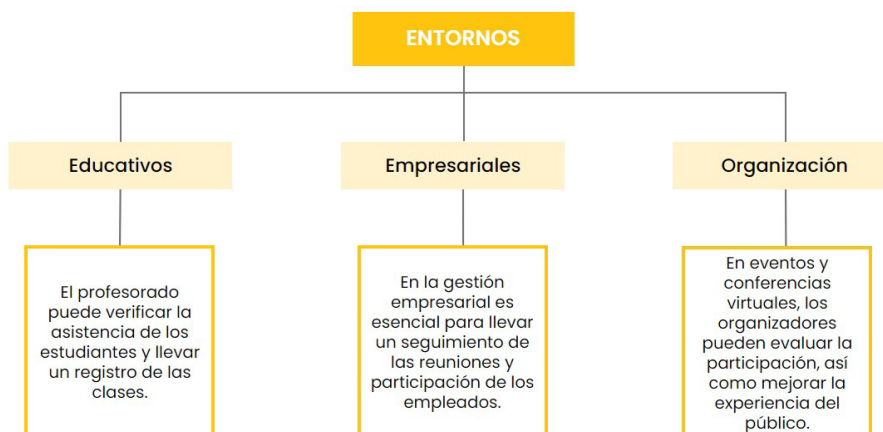 ENTORNOS
Educativos
Empresariales
Organización
El profesorado
puede verificar la
asistencia de los
estudiantes y llevar
un registro de las
clases.
En la gestión
empresarial es
esencial para llevar
un seguimiento de
las reuniones y
participación de los
empleados.
En eventos y
conferencias
virtuales, los
organizadores
pueden evaluar la
participación, así
como mejorar la
experiencia del
público.